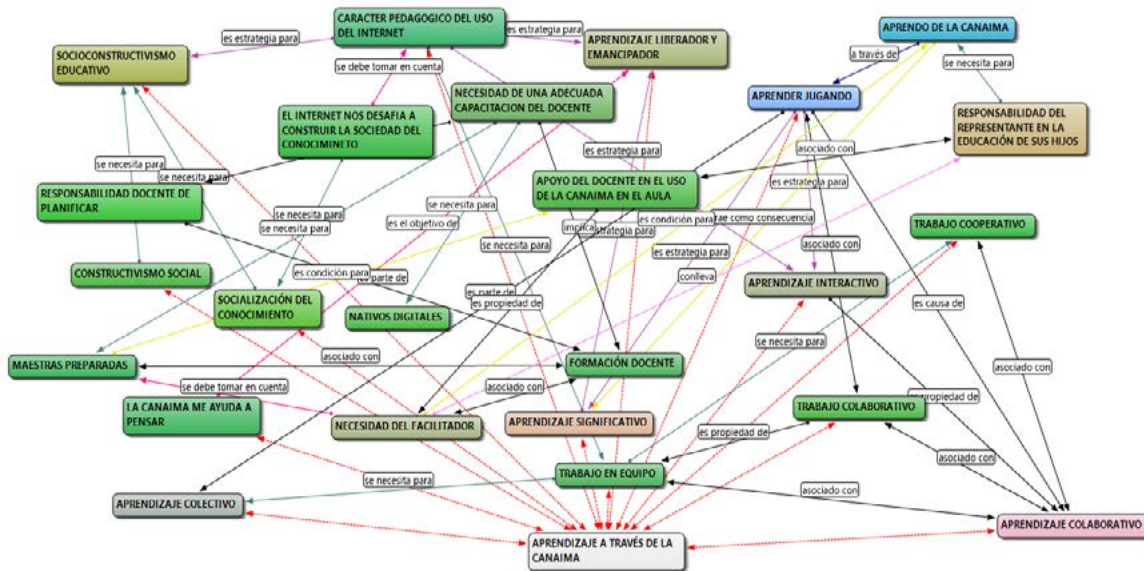 CARACTER PEDAGOGICO DEL USO
DEL INTERNET
APRENDO DE LA CANAIMA
es estrategia para
es estrategia para
SOCIOCONSTRUCTIVISMO
EDUCATIVO
APRENDIZAJE LIBERADOR Y
EMANCIPADOR
a través de
se debe tomar en cuenta
se necesita para
NECESIDAD DE UNA ADECUADA
CAPACITACION DEL DOCENTE
APRENDER JUGANDO
EL INTERNET NOS DESAFIA A
CONSTRUIR LA SOCIEDAD DEL
CONOCIMINETO
RESPONSABILIDAD DEL
REPRESENTANTE EN LA
EDUCACIÓN DE SUS HIJOS
es estrategia para
asociado con
se necesita para
se necesita para
RESPONSABILIDAD DOCENTE DE
PLANIFICAR
APOYO DEL DOCENTE EN EL USO
DE LA CANAIMA EN EL AULA
es estrategia para
se necesita para
se necesita para
es el objetivo de
implica
es condición para
como consecuencia
estrategia para
TRABAJO COOPERATIVO
se necesita para
es estrategia para
asociado con
CONSTRUCTIVISMO SOCIAL
es condición para
es parte de
conlleva
APRENDIZAJE INTERACTIVO
SOCIALIZACIÓN DEL
CONOCIMIENTO
es parte de
es propiedad de
es causa de
NATIVOS DIGITALES
se necesita para
MAESTRAS PREPARADAS
asociado con
FORMACIÓN DOCENTE
asociado con
se debe tomar en cuenta
asociado con
propiedad de
LA CANAIMA ME AYUDA A
PENSAR
NECESIDAD DEL FACILITADOR
APRENDIZAJE SIGNIFICATIVO
TRABAJO COLABORATIVO
es propiedad de
asociado con
TRABAJO EN EQUIPO
se necesita para
asociado con
APRENDIZAJE COLECTIVO
APRENDIZAJE COLABORATIVO
APRENDIZAJE A TRAVÉS DE LA
CANAIMA